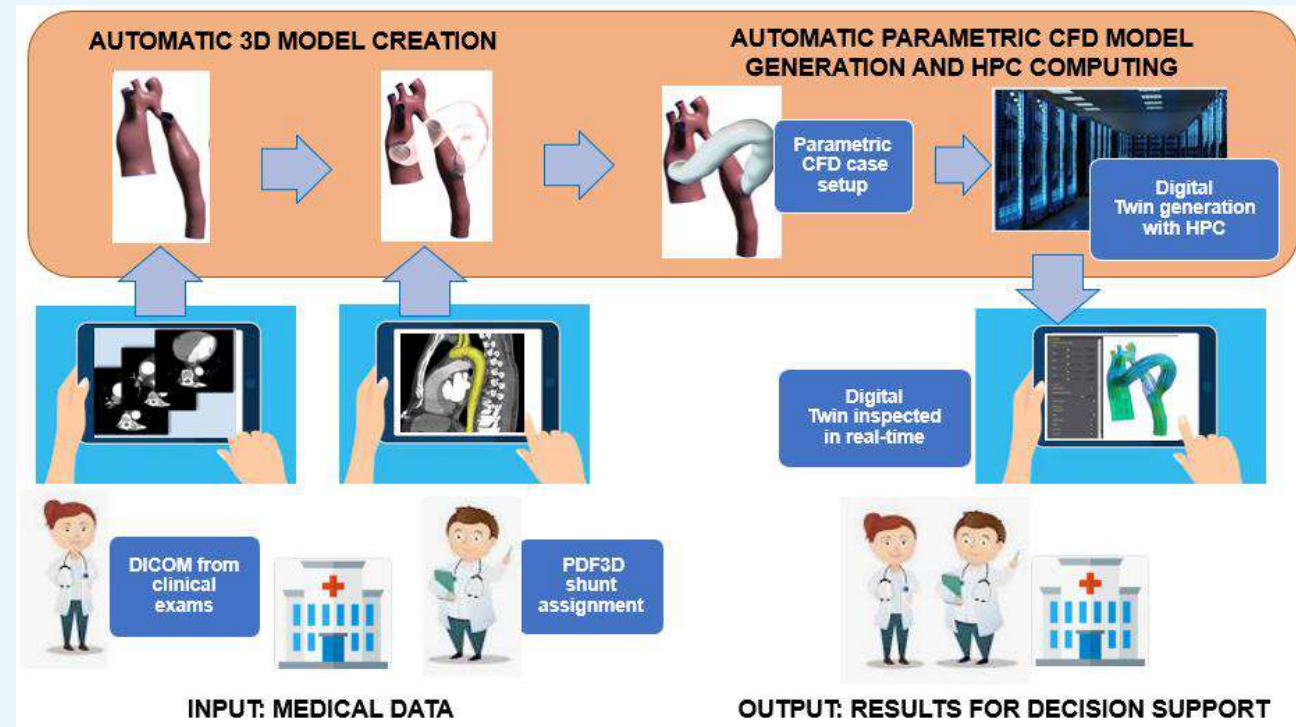 AUTOMATIC 3D MODEL CREATION
AUTOMATIC PARAMETRIC CFD MODEL
GENERATION AND HPC COMPUTING
Parametric
CFD case
setup
Digital
Twin generation
with HPC
Digital
Twin inspected
in real-time
DICOM from
clinical
exams
PDF3D
shunt
assignment
INPUT: MEDICAL DATA
OUTPUT: RESULTS FOR DECISION SUPPORT